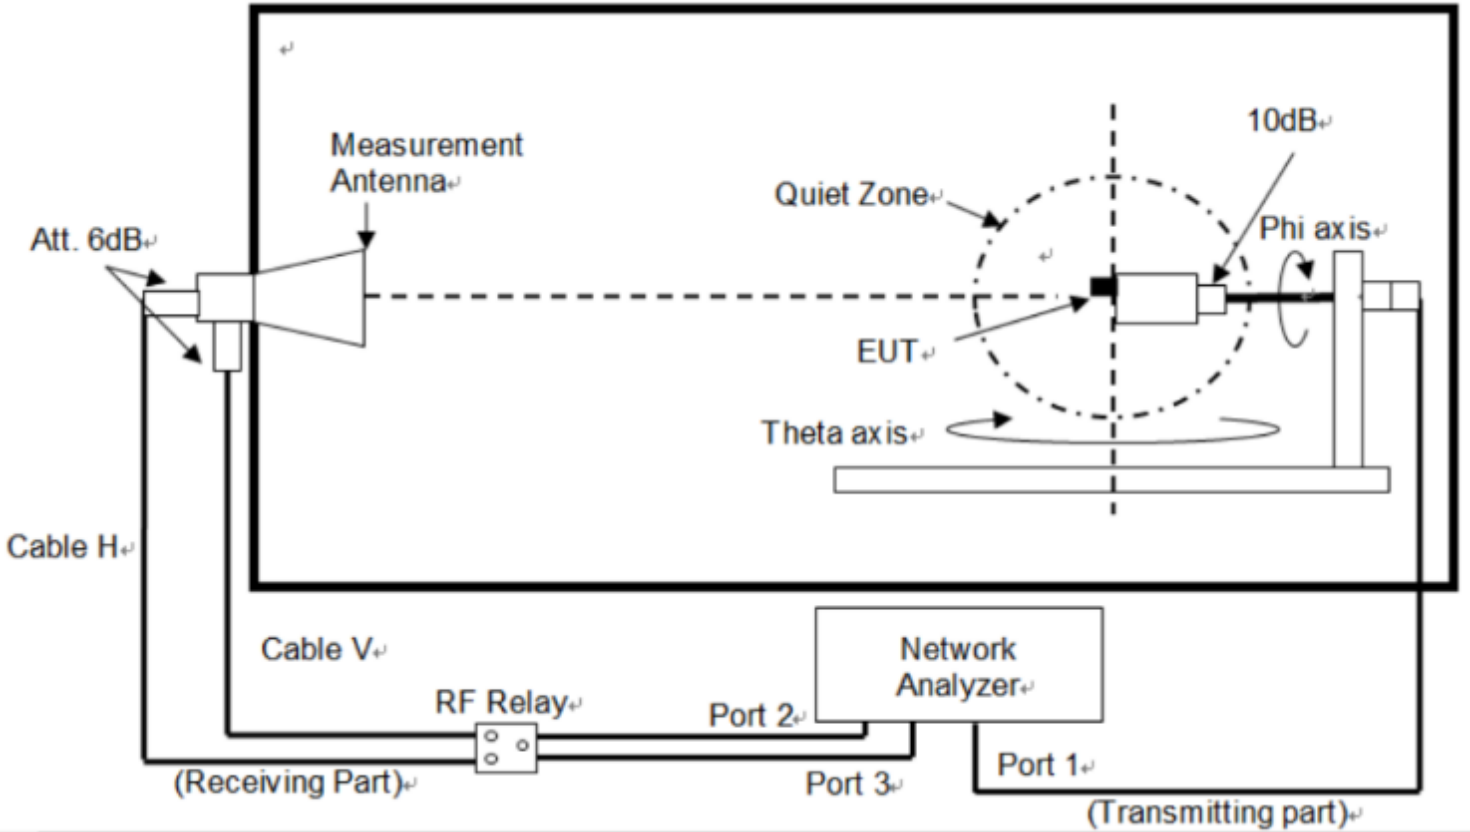 Measurement
Antenna
10dB
Quiet Zone
Phi axis
Att. 6dB
EUT
Theta axis
Cable H
Cable V
Network
Analyzer
RF Relay
Port 2
Port 3
Port 1
(Receiving Part)
(Transmitting part)